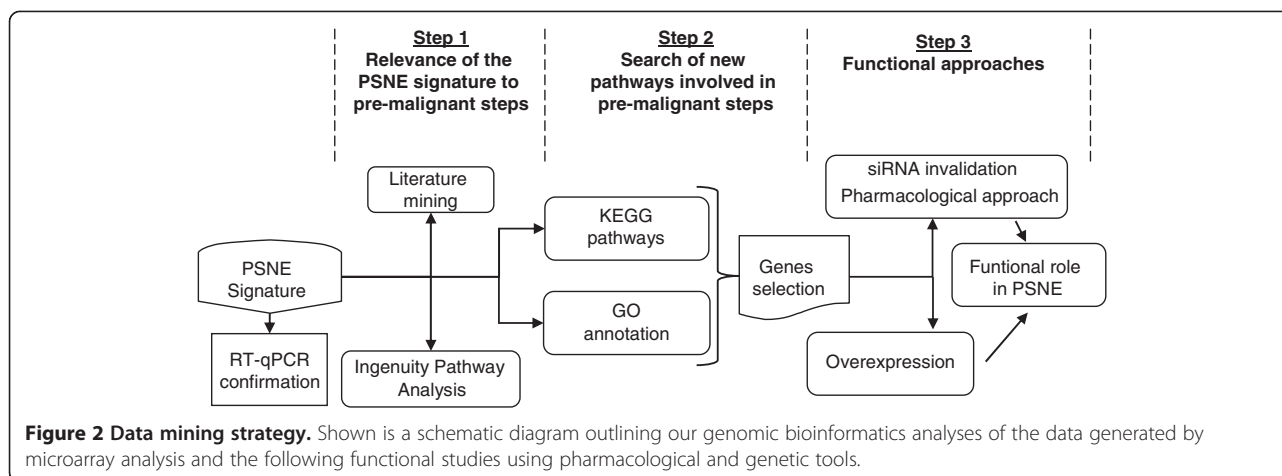 Step 1
Relevance of the
PSNE signature to
pre-malignant steps
Step 2
Search of new
pathways involved in
pre-malignant steps
Step 3
Functional approaches
Literature
mining
PSNE
Signature
RT-qPCR
confirmation
Ingenuity Pathway
Analysis
KEGG
pathways
GO
annotation
Genes
selection
siRNA invalidation
Pharmacological approach
Overexpression
Funtional role
in PSNE
Figure 2 Data mining strategy. Shown is a schematic diagram outlining our genomic bioinformatics analyses of the data generated by
microarray analysis and the following functional studies using pharmacological and genetic tools.